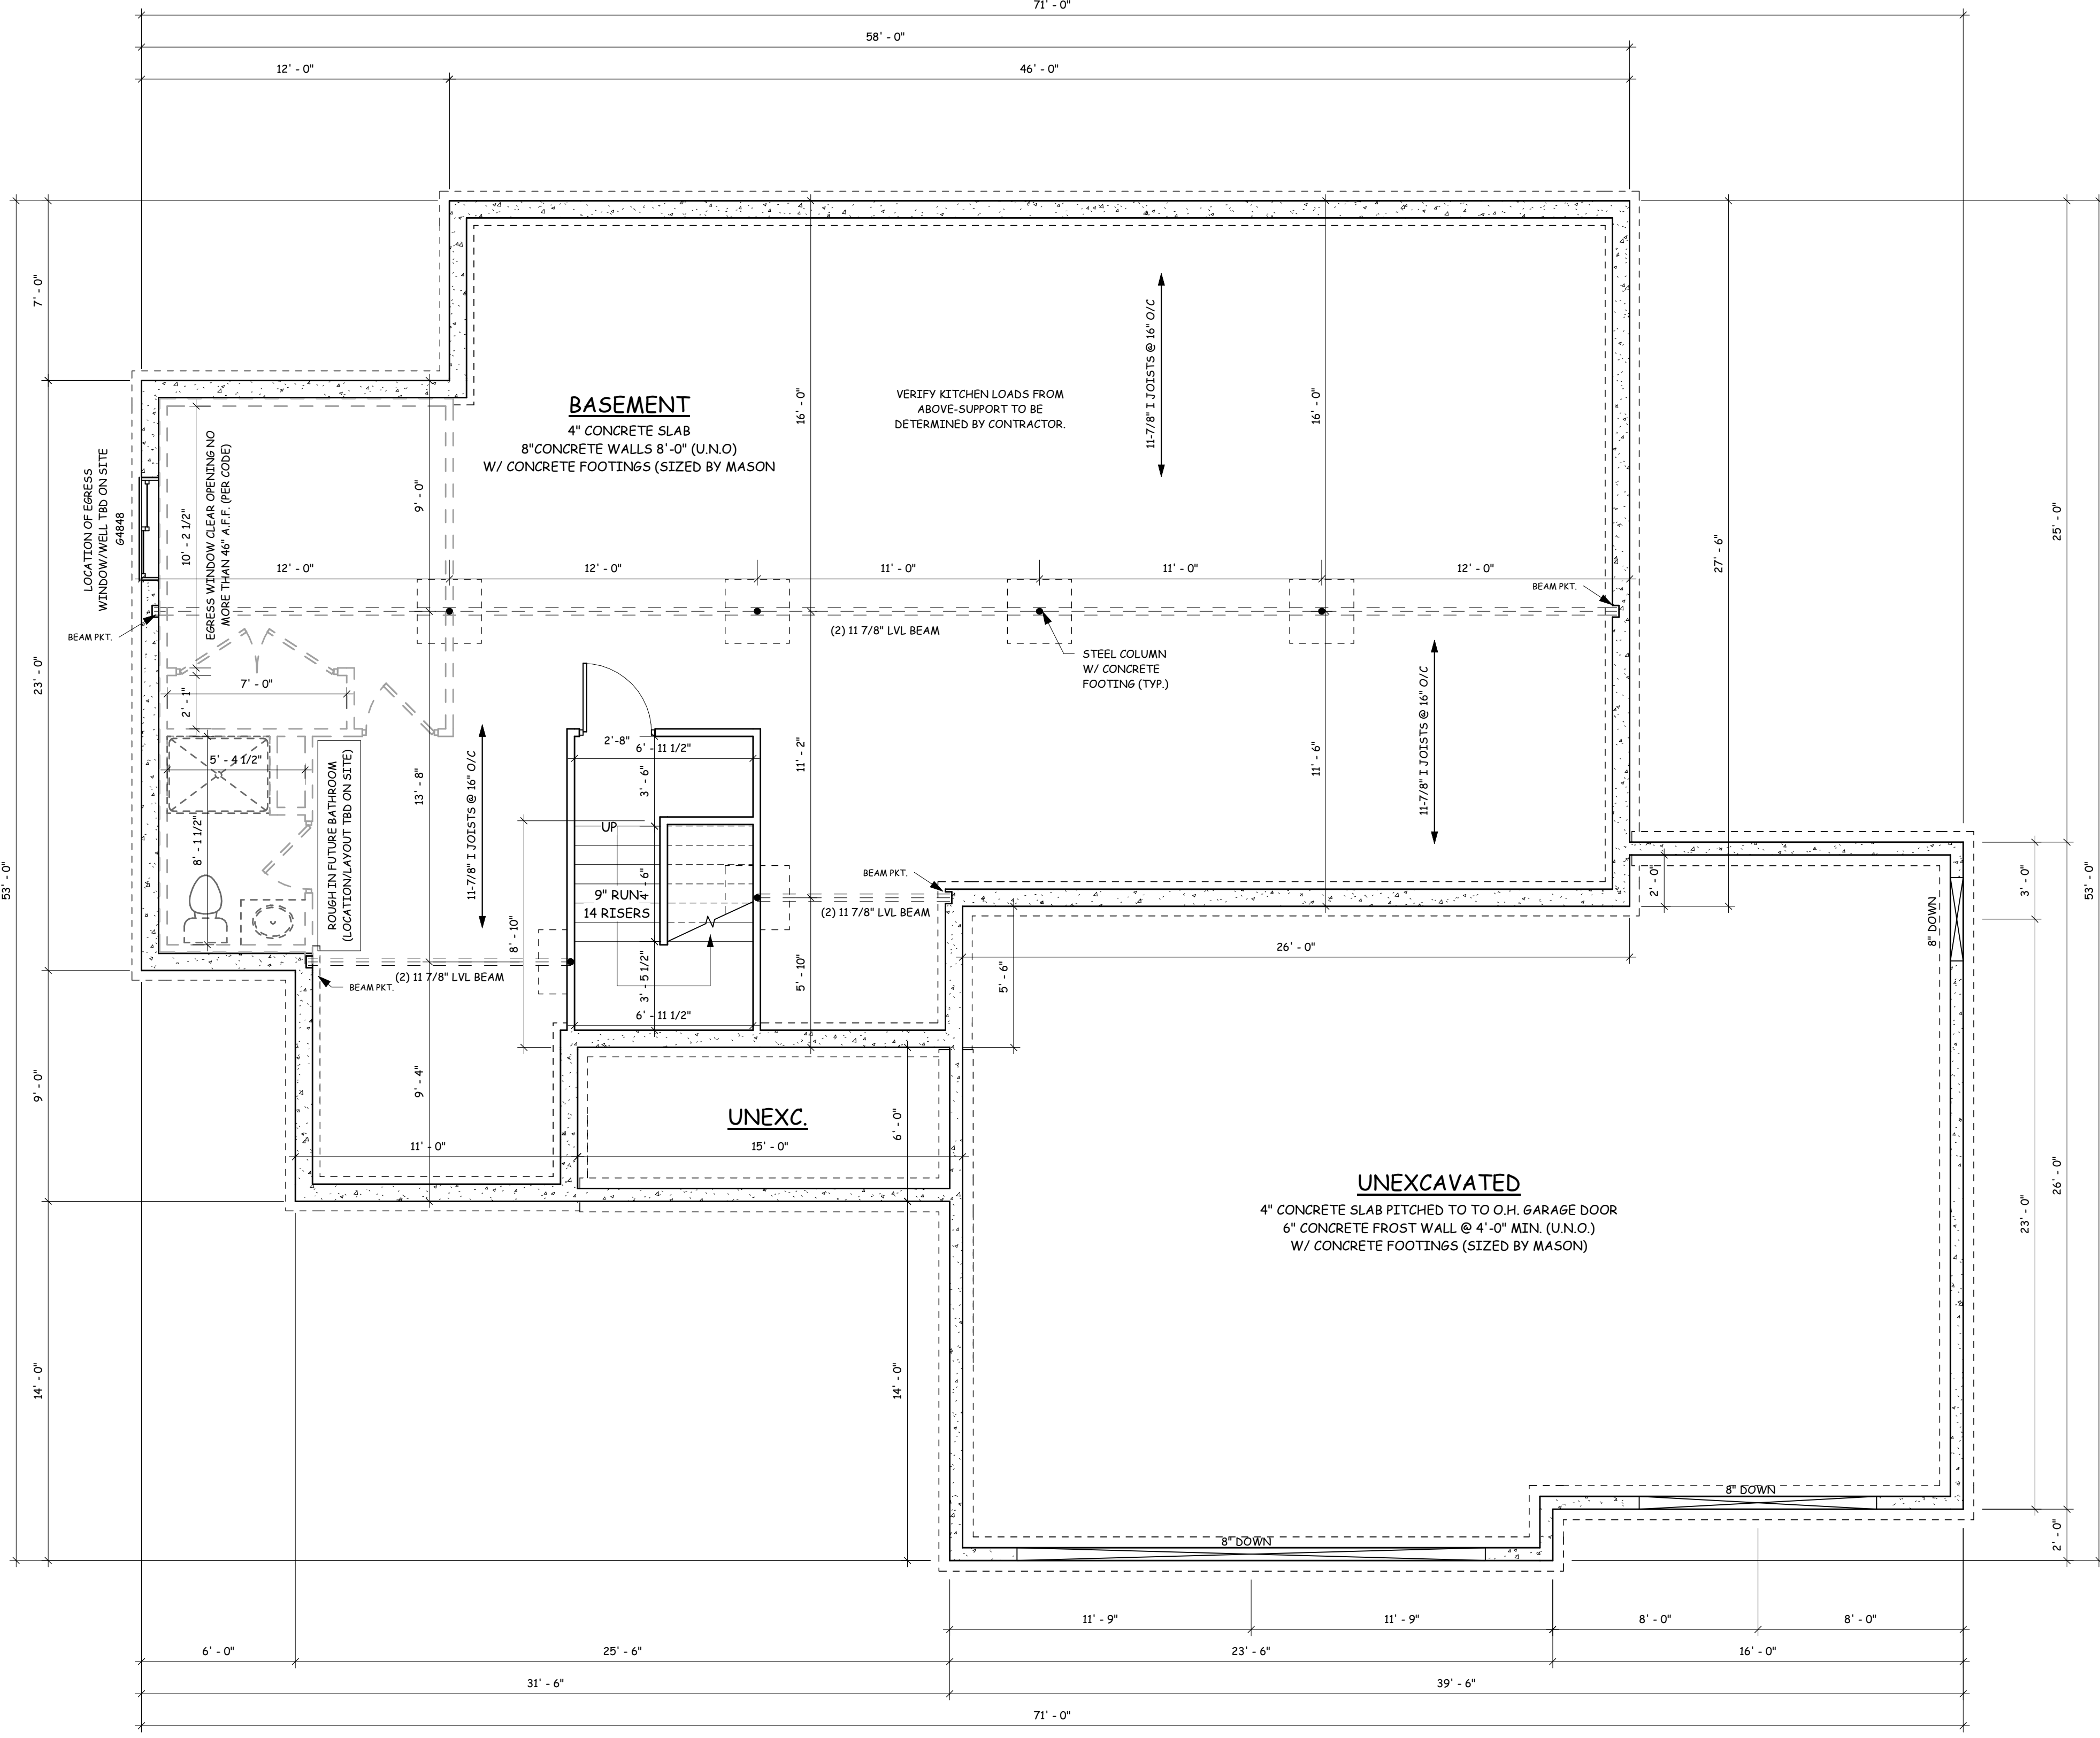 71' - 0"
58' - 0"
12' - 0"
46' - 0"
7' - 0"
23' - 0"
9' - 0"
14' - 0"
53' - 0"
LOCATION OF EGRESS
WINDOW/WELL TBD ON SITE
G4848
BEAM PKT.
10' - 2 1/2"
EGRESS WINDOW CLEAR OPENING NO
MORE THAN 46" A.F.F. (PER CODE)
BASEMENT
4" CONCRETE SLAB
8"CONCRETE WALLS 8'-0" (U.N.O)
W/ CONCRETE FOOTINGS (SIZED BY MASON
VERIFY KITCHEN LOADS FROM
ABOVE-SUPPORT TO BE
DETERMINED BY CONTRACTOR.
11-7/8" I JOISTS @ 16" O/C
16' - 0"
16' - 0"
9' - 0"
12' - 0"
12' - 0"
11' - 0"
11' - 0"
12' - 0"
BEAM PKT.
27' - 6"
25' - 0"
(2) 11 7/8" LVL BEAM
STEEL COLUMN
W/ CONCRETE
FOOTING (TYP.)
7' - 0"
2' - 1"
5' - 4 1/2"
8' - 1 1/2"
ROUGH IN FUTURE BATHROOM
(LOCATION/LAYOUT TBD ON SITE)
13' - 8"
11-7/8" I JOISTS @ 16" O/C
2'-8"
6' - 11 1/2"
3' - 6"
UP
4' - 6"
9" RUN
14 RISERS
8' - 10"
3' - 5 1/2"
6' - 11 1/2"
11' - 2"
5' - 10"
11' - 6"
11-7/8" I JOISTS @ 16" O/C
BEAM PKT.
(2) 11 7/8" LVL BEAM
(2) 11 7/8" LVL BEAM
BEAM PKT.
26' - 0"
5' - 6"
2' - 0"
8" DOWN
3' - 0"
53' - 0"
9' - 4"
11' - 0"
UNEXC.
15' - 0"
6' - 0"
14' - 0"
UNEXCAVATED
4" CONCRETE SLAB PITCHED TO TO O.H. GARAGE DOOR
6" CONCRETE FROST WALL @ 4'-0" MIN. (U.N.O.)
W/ CONCRETE FOOTINGS (SIZED BY MASON)
23' - 0"
26' - 0"
8" DOWN
8" DOWN
2' - 0"
11' - 9"
11' - 9"
8' - 0"
8' - 0"
6' - 0"
25' - 6"
23' - 6"
16' - 0"
31' - 6"
39' - 6"
71' - 0"